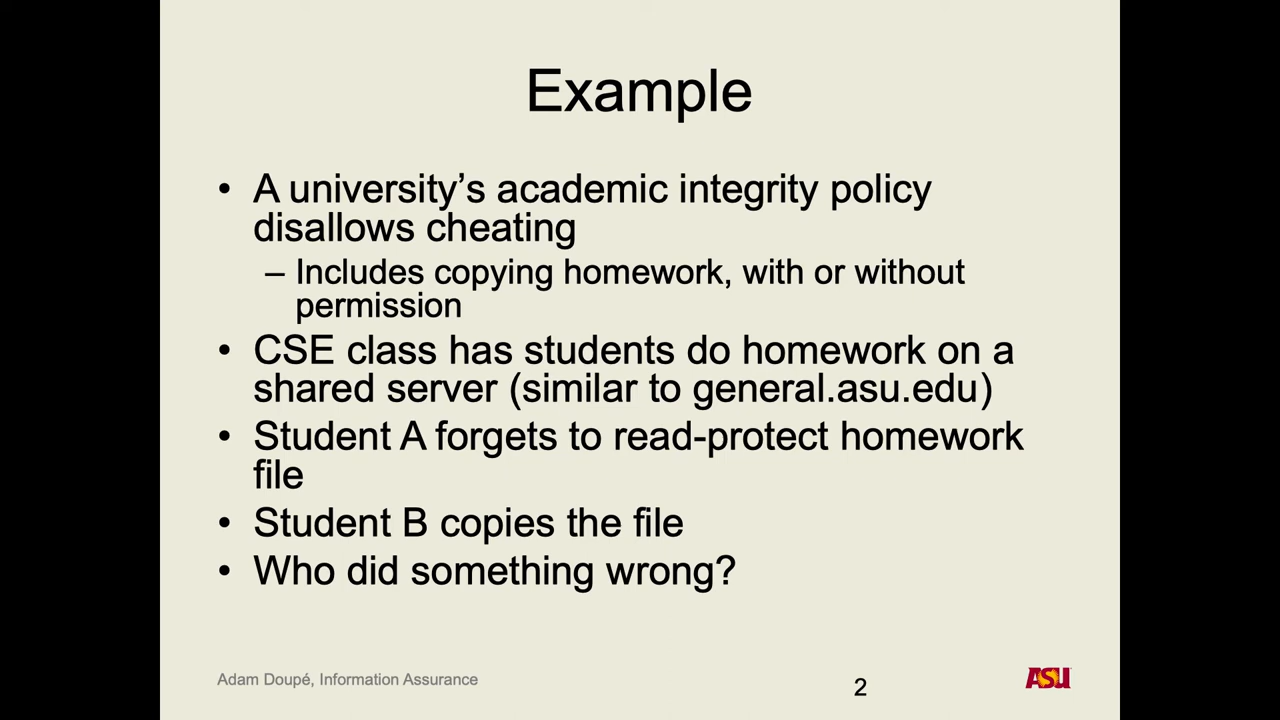 Example
• A university’s academic integrity policy
disallows cheating
– Includes copying homework, with or without
permission
• CSE class has students do homework on a
shared server (similar to general.asu.edu)
• Student A forgets to read-protect homework
file
• Student B copies the file
• Who did something wrong?
Adam Doupé, Information Assurance
2
ASU